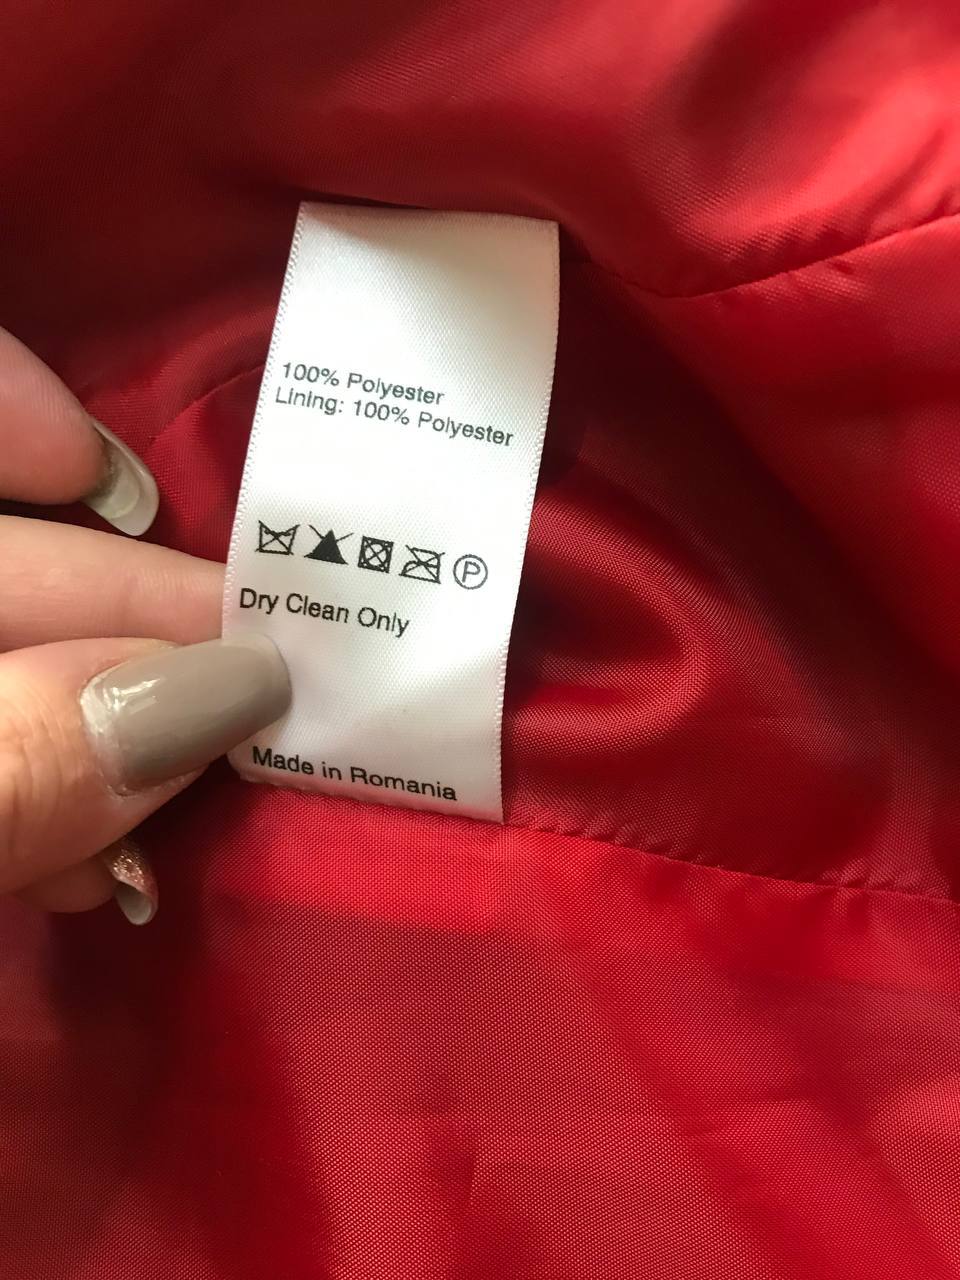 100% Polyester
Lining: 100% Polyester
P
Dry Clean Only
Made in Romania